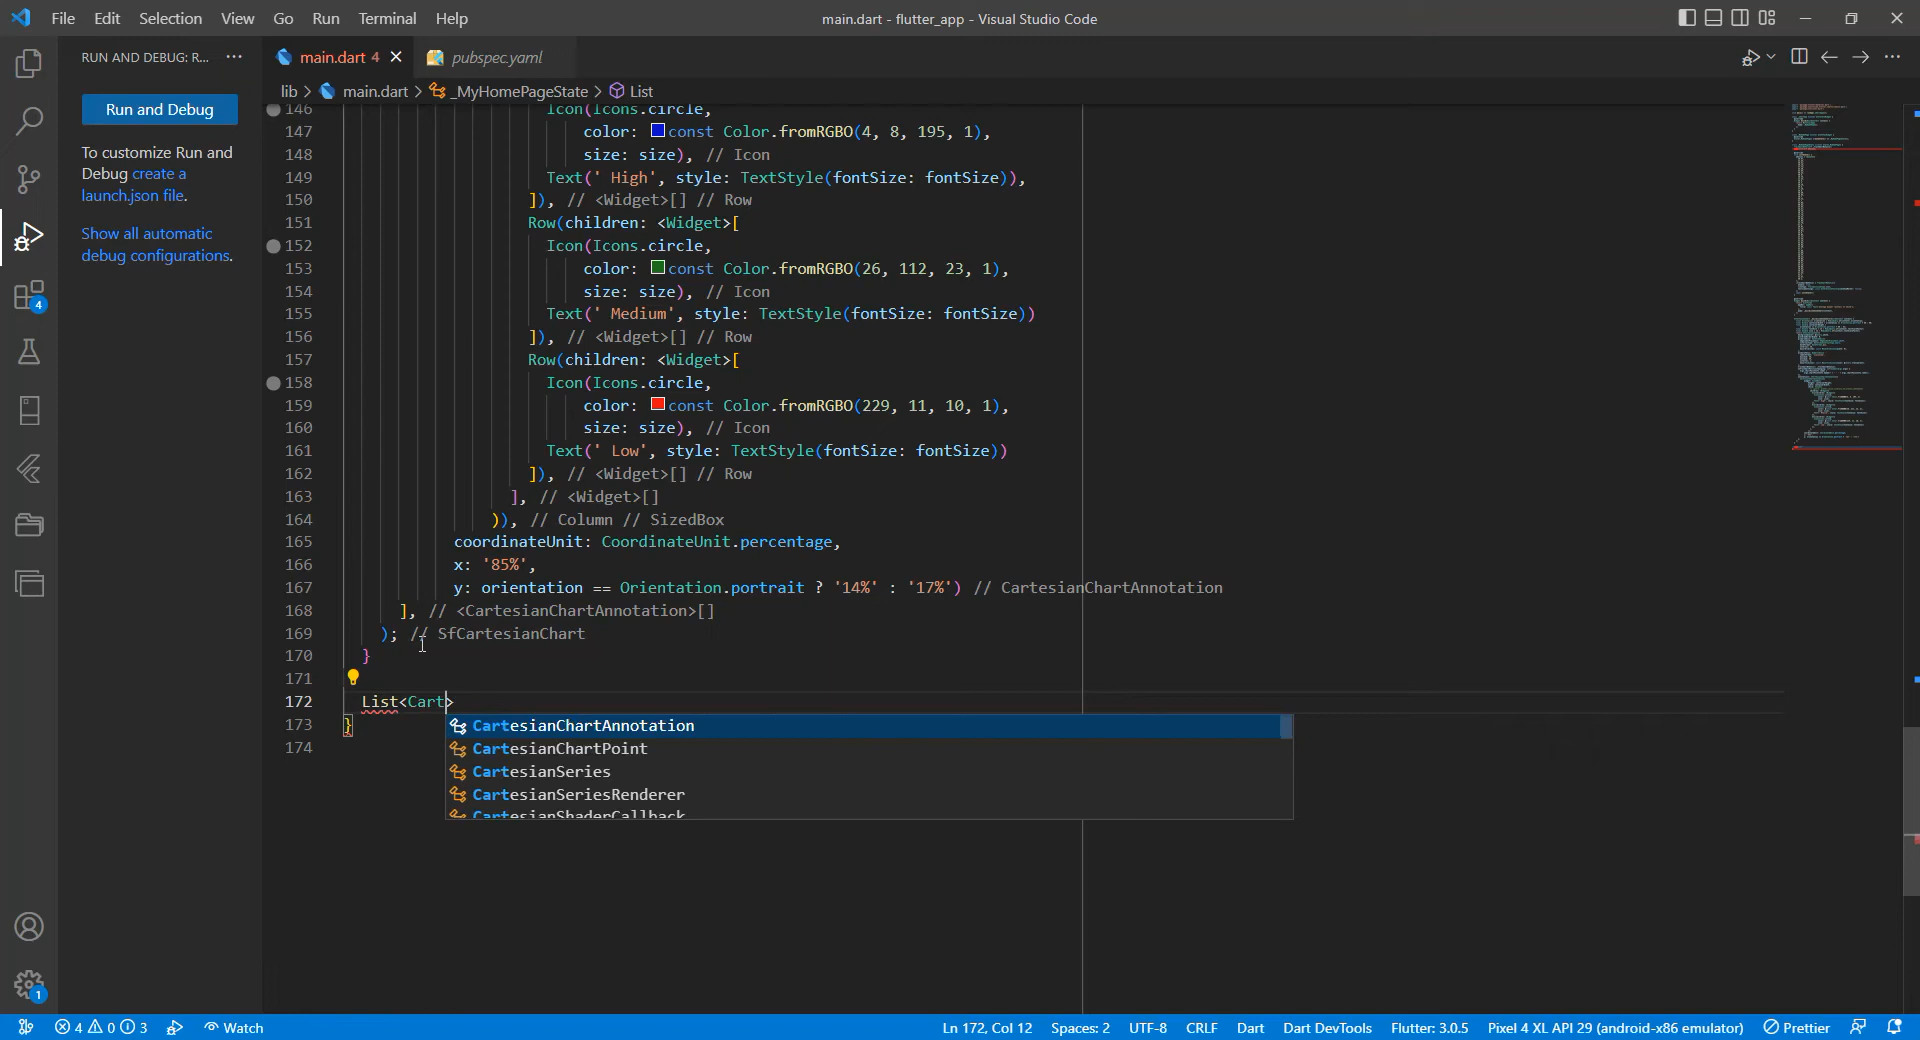 File Edit Selection View Go Run Terminal Help
main.dart - flutter_app - Visual Studio Code
RUN AND DEBUG: R... ···
main.dart 4
pubspec.yaml
Run and Debug
To customize Run and
Debug create a
launch.json file.
Show all automatic
debug configurations.
lib > main.dart > _MyHomePageState > List
146 Icon(Icons.circle,
147 color: const Color.fromRGBO(4, 8, 195, 1),
148 size: size), // Icon
149 Text(' High', style: TextStyle(fontSize: fontSize)),
150 ]), // <Widget>[] // Row
151 Row(children: <Widget>[
152 Icon(Icons.circle,
153 color: const Color.fromRGBO(26, 112, 23, 1),
154 size: size), // Icon
155 Text(' Medium', style: TextStyle(fontSize: fontSize))
156 ]), // <Widget>[] // Row
157 Row(children: <Widget>[
158 Icon(Icons.circle,
159 color: const Color.fromRGBO(229, 11, 10, 1),
160 size: size), // Icon
161 Text(' Low', style: TextStyle(fontSize: fontSize))
162 ]), // <Widget>[] // Row
163 ], // <Widget>[]
164 )), // Column // SizedBox
165 coordinateUnit: CoordinateUnit.percentage,
166 x: '85%',
167 y: orientation == Orientation.portrait ? '14%' : '17%') // CartesianChartAnnotation
168 ], // <CartesianChartAnnotation>[]
169 ); // SfCartesianChart
170 }
171
172 List<Cart>
173 }
174
CartesianChartAnnotation
CartesianChartPoint
CartesianSeries
CartesianSeriesRenderer
CartesianShaderCallback
4
1
4 0 3 Watch
Ln 172, Col 12 Spaces: 2 UTF-8 CRLF Dart Dart DevTools Flutter: 3.0.5 Pixel 4 XL API 29 (android-x86 emulator) Prettier